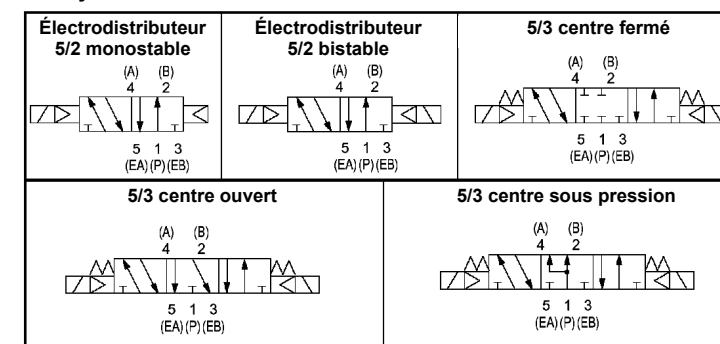 Électrodistributeur
5/2 monostable
(A) (B)
4 2
5 1 3
(EA) (P) (EB)
Électrodistributeur
5/2 bistable
(A) (B)
4 2
5 1 3
(EA) (P) (EB)
5/3 centre fermé
(A) (B)
4 2
5 1 3
(EA) (P) (EB)
5/3 centre ouvert
(A) (B)
4 2
5 1 3
(EA) (P) (EB)
5/3 centre sous pression
(A) (B)
4 2
5 1 3
(EA) (P) (EB)